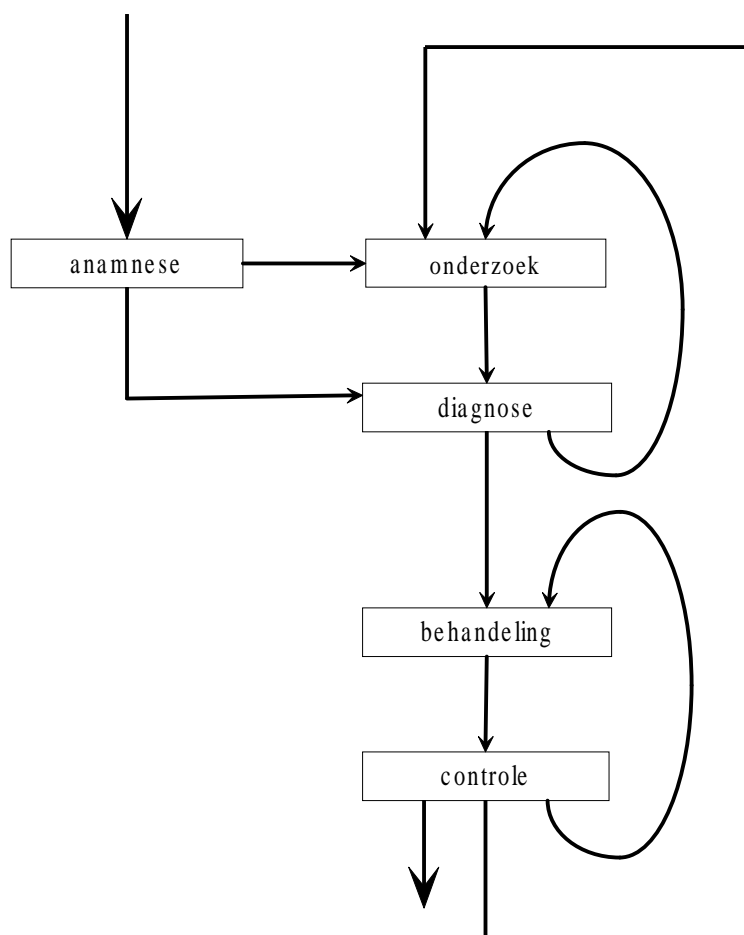 anamnese
onderzoek
diagnose
behandeling
controle